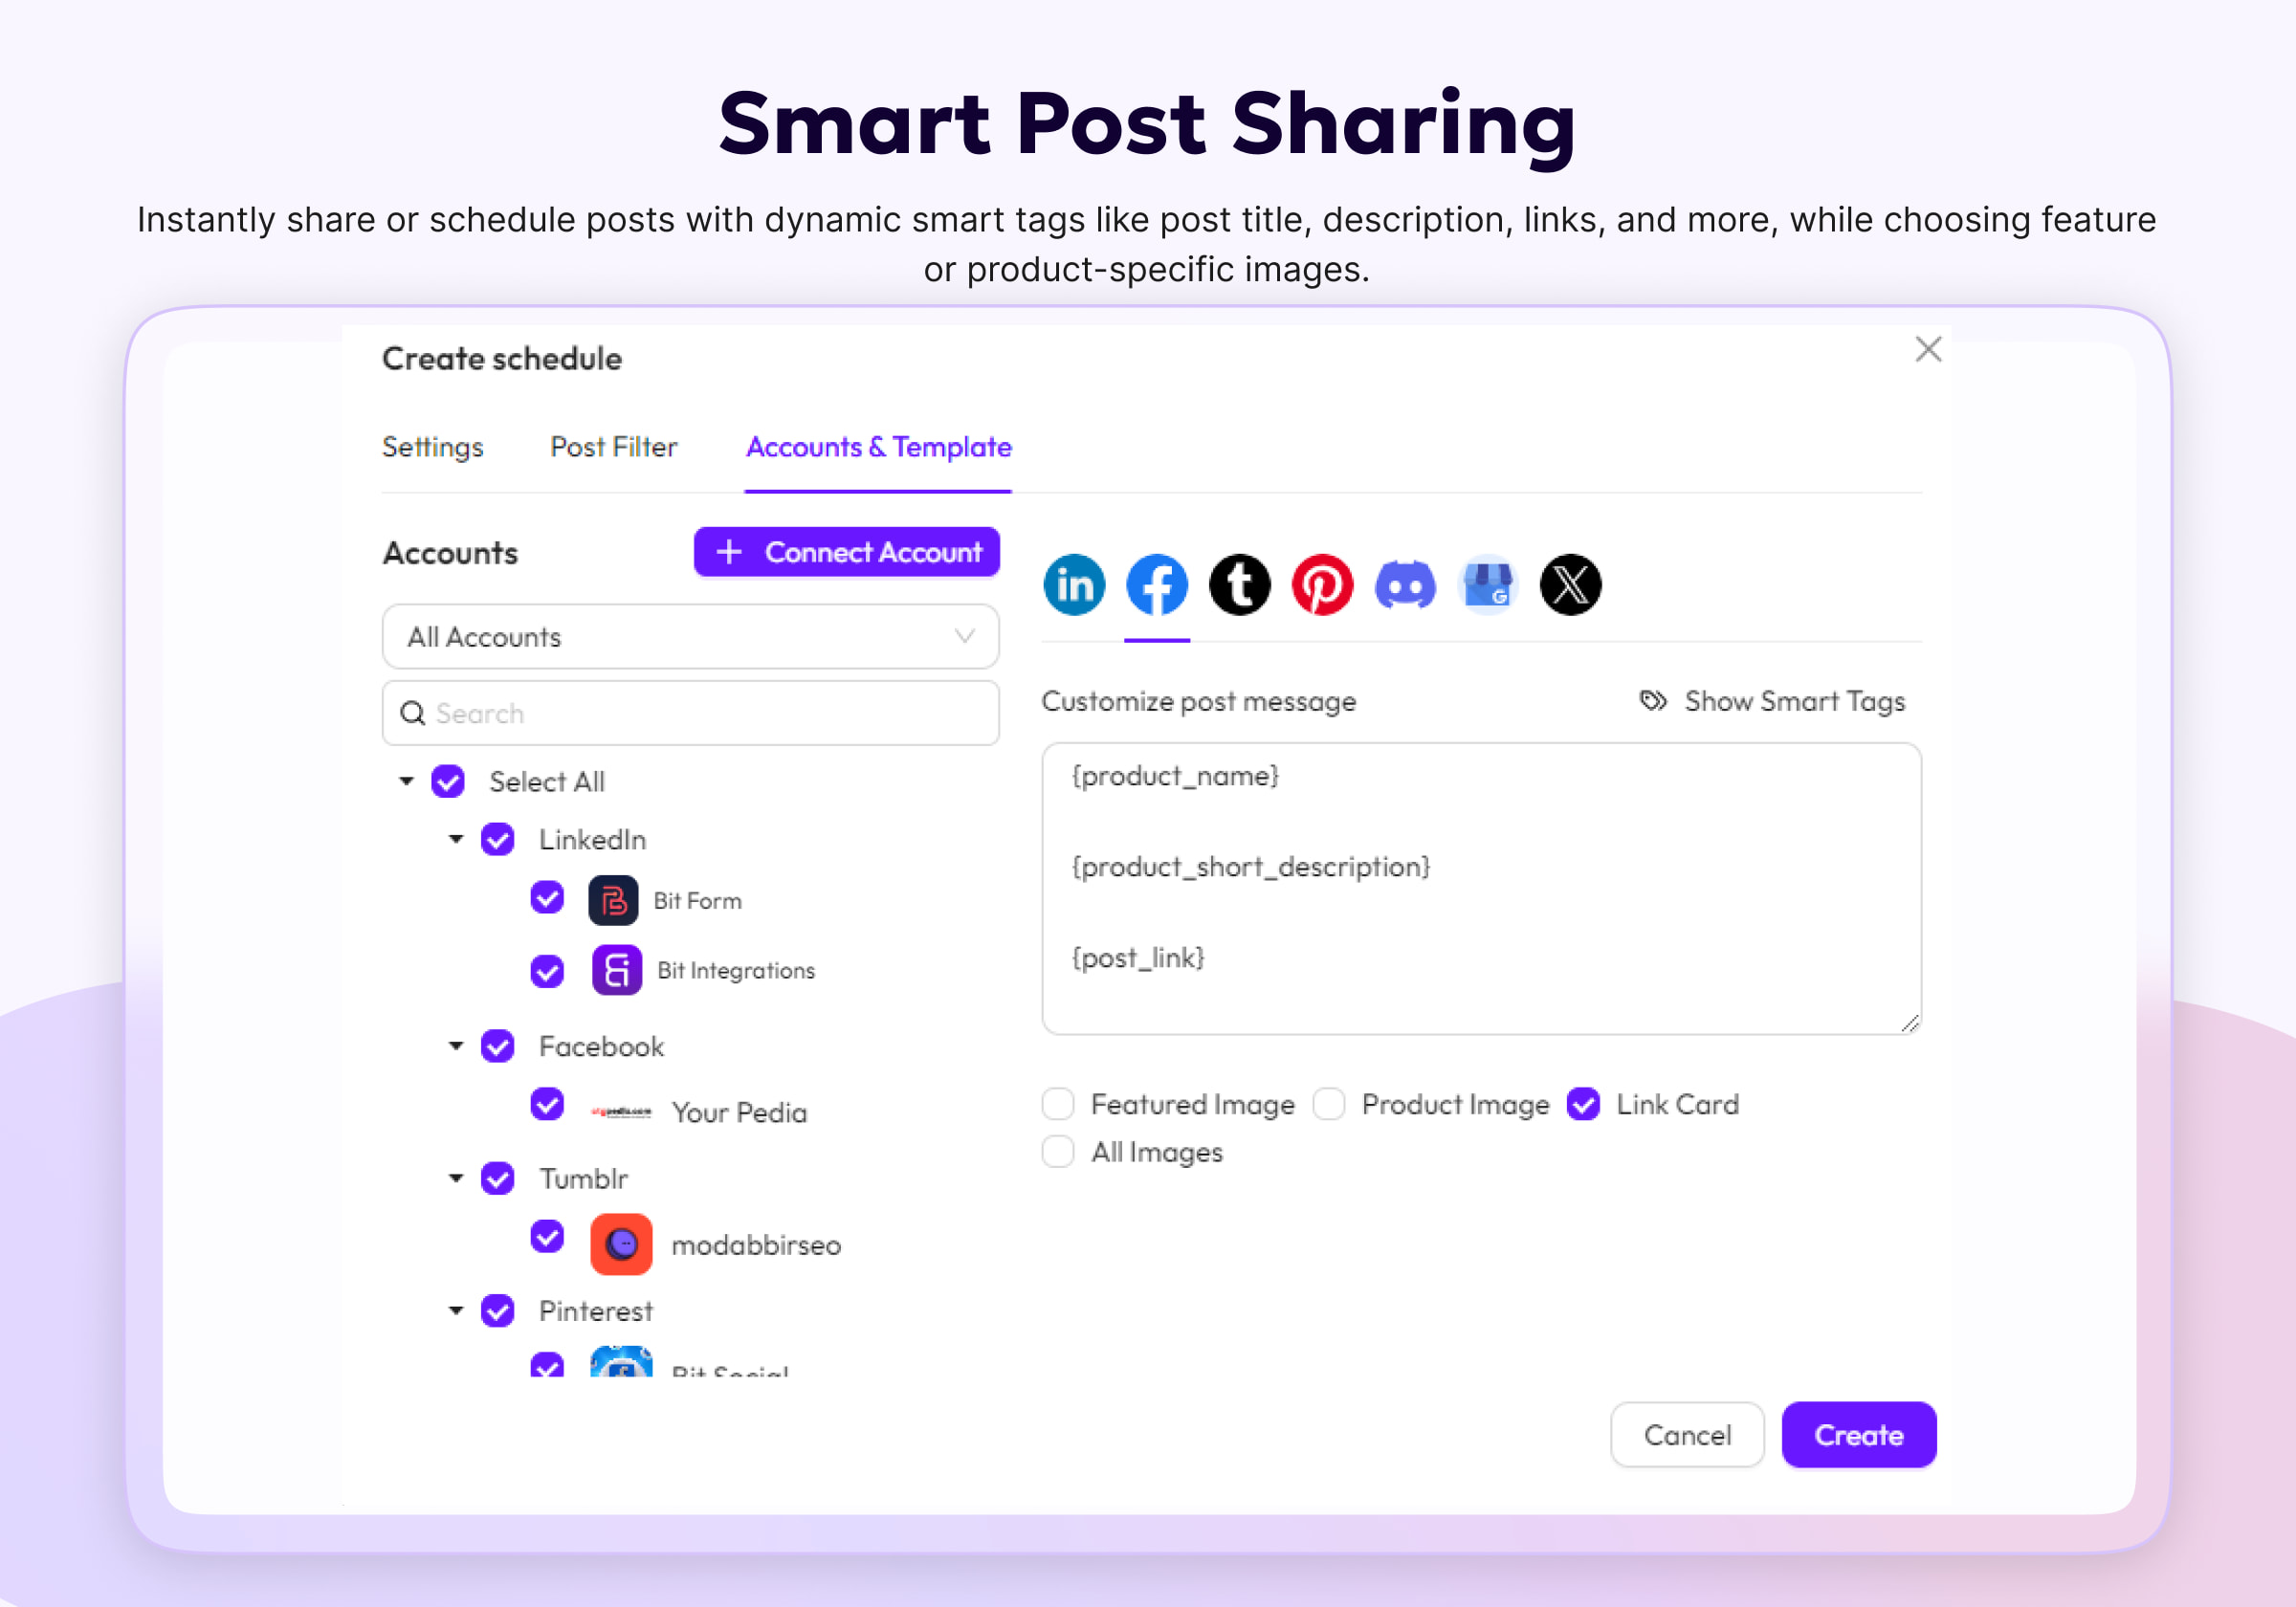 Smart Post Sharing
Instantly share or schedule posts with dynamic smart tags like post title, description, links, and more, while choosing feature
or product-specific images.
Create schedule
Settings
Post Filter
Accounts & Template
Accounts
Connect Account
All Accounts
Search
Select All
LinkedIn
Bit Form
Bit Integrations
Facebook
Your Pedia
Tumblr
modabbirseo
Pinterest
Bit Social
Customize post message
Show Smart Tags
{product_name}
{product_short_description}
{post_link}
Featured Image
Product Image
Link Card
All Images
Cancel
Create